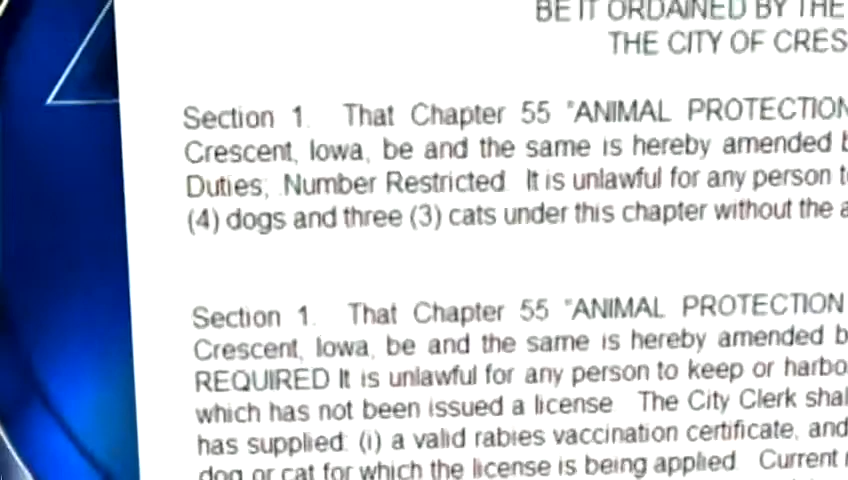 BE IT ORDAINED BY THE
THE CITY OF CRES
Section 1. That Chapter 55 "ANIMAL PROTECTION
Crescent, Iowa, be and the same is hereby amended b
Duties; Number Restricted. It is unlawful for any person t
(4) dogs and three (3) cats under this chapter without the a
Section 1. That Chapter 55 "ANIMAL PROTECTION
Crescent, Iowa, be and the same is hereby amended b
REQUIRED It is unlawful for any person to keep or harbo
which has not been issued a license The City Clerk shal
has supplied: (i) a valid rabies vaccination certificate, and
dog or cat for which the license is being applied. Current